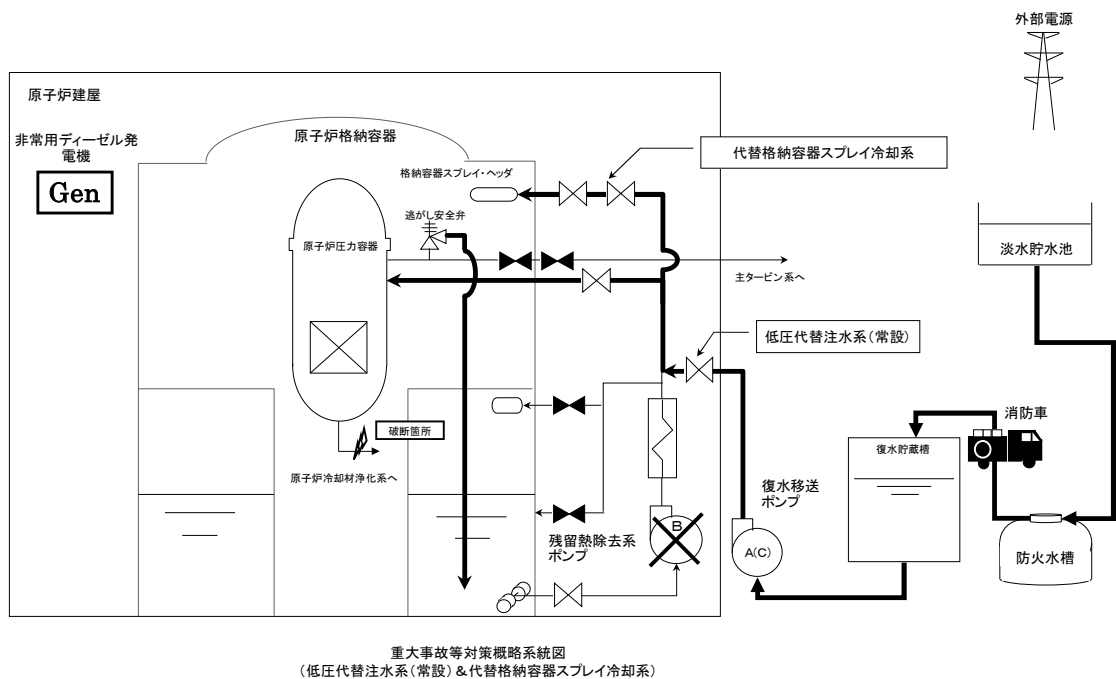 外部電源
原子炉建屋
非常用ディーゼル発
電機
Gen
原子炉格納容器
代替格納容器スプレイ冷却系
格納容器スプレイ・ヘッダ
逃がし安全弁
原子炉圧力容器
主タービン系へ
淡水貯水池
低圧代替注水系(常設)
破断箇所
原子炉冷却材浄化系へ
消防車
復水貯蔵槽
復水移送
ポンプ
残留熱除去系
ポンプ
B
A(C)
防火水槽
重大事故等対策概略系統図
(低圧代替注水系(常設)&代替格納容器スプレイ冷却系)